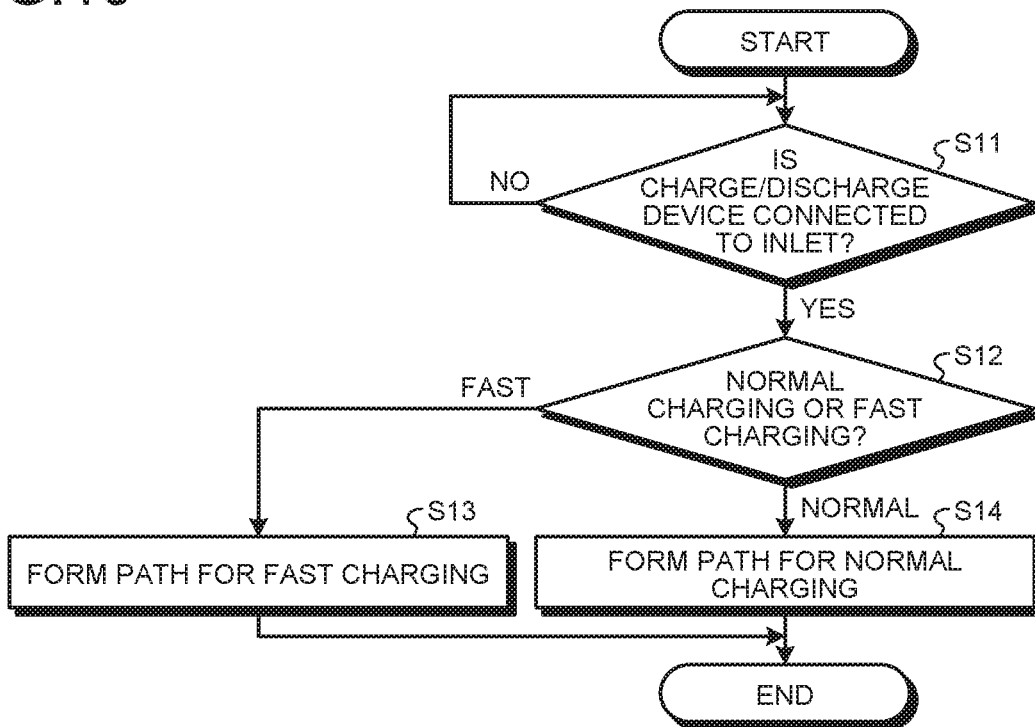 START
S11
IS
CHARGE/DISCHARGE
DEVICE CONNECTED
TO INLET?
NO
YES
S12
NORMAL
CHARGING OR FAST
CHARGING?
FAST
NORMAL
S13
FORM PATH FOR FAST CHARGING
S14
FORM PATH FOR NORMAL
CHARGING
END